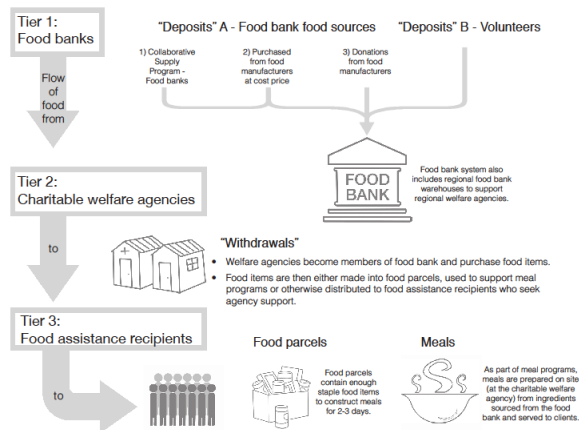 Tier 1:
Food banks
"Deposits" A - Food bank food sources
"Deposits" B - Volunteers
1) Collaborative
Supply
Program -
Food banks
2) Purchased
from food
manufacturers
at cost price
3) Donations
from food
manufacturers
Flow
of
food
from
FOOD
BANK
Food bank system also
includes regional food bank
warehouses to support
regional welfare agencies.
Tier 2:
Charitable welfare agencies
to
"Withdrawals"
• Welfare agencies become members of food bank and purchase food items.
• Food items are then either made into food parcels, used to support meal
programs or otherwise distributed to food assistance recipients who seek
agency support.
Tier 3:
Food assistance recipients
to
Food parcels
Food parcels
contain enough
staple food items
to construct meals
for 2-3 days.
Meals
As part of meal programs,
meals are prepared on site
(at the charitable welfare
agency) from ingredients
sourced from the food
bank and served to clients.